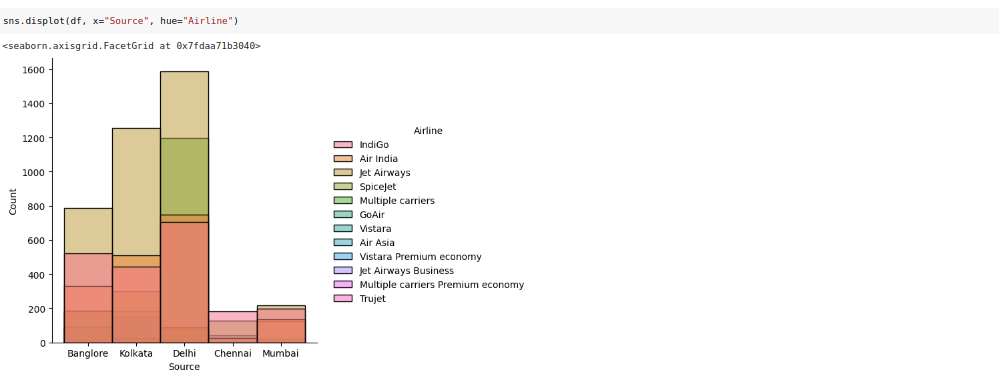 sns.displot(df, x="Source", hue="Airline")
<seaborn.axisgrid.FacetGrid at 0x7fdaa71b3040>
1600
1400
1200
1000
800
600
400
200
0
Count
Banglore Kolkata Delhi Chennai Mumbai
Source
Airline
IndiGo
Air India
Jet Airways
SpiceJet
Multiple carriers
GoAir
Vistara
Air Asia
Vistara Premium economy
Jet Airways Business
Multiple carriers Premium economy
Trujet